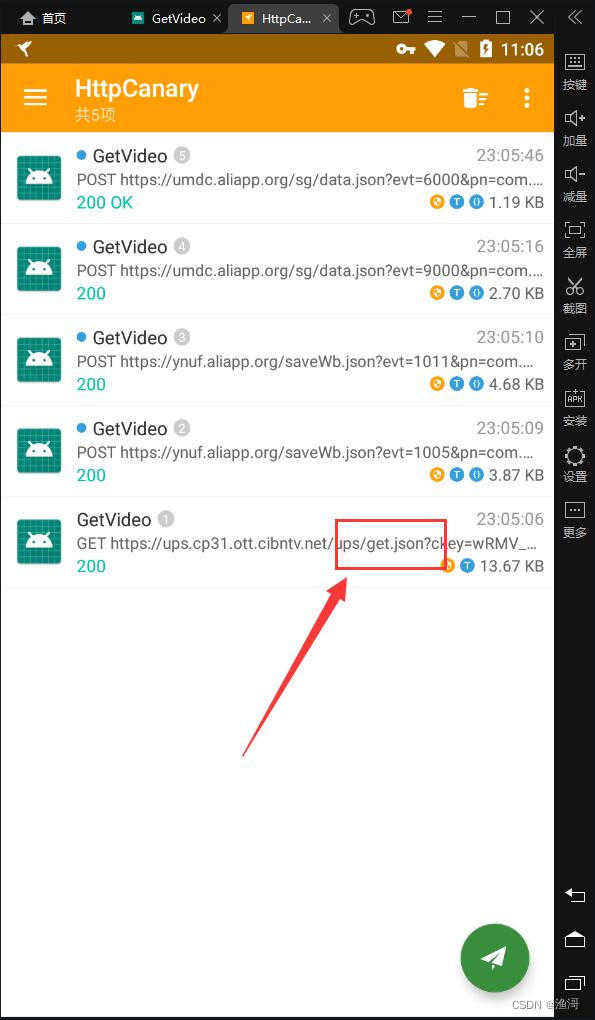 首页 GetVideo HttpCa...
11:06
HttpCanary
共5项
GetVideo 5 23:05:46
POST https://umdc.aliapp.org/sg/data.json?evt=6000&pn=com....
200 OK T {} 1.19 KB
GetVideo 4 23:05:16
POST https://umdc.aliapp.org/sg/data.json?evt=9000&pn=com....
200 T {} 2.70 KB
GetVideo 3 23:05:10
POST https://ynuf.aliapp.org/saveWb.json?evt=1011&pn=com....
200 T {} 4.68 KB
GetVideo 2 23:05:09
POST https://ynuf.aliapp.org/saveWb.json?evt=1005&pn=com....
200 T {} 3.87 KB
GetVideo 1 23:05:06
GET https://ups.cp31.ott.cibntv.net/ups/get.json?ckey=wRMV_...
200 T 13.67 KB
按键
加量
减量
全屏
截图
多开
APK
安装
设置
更多
CSDN @渔滒